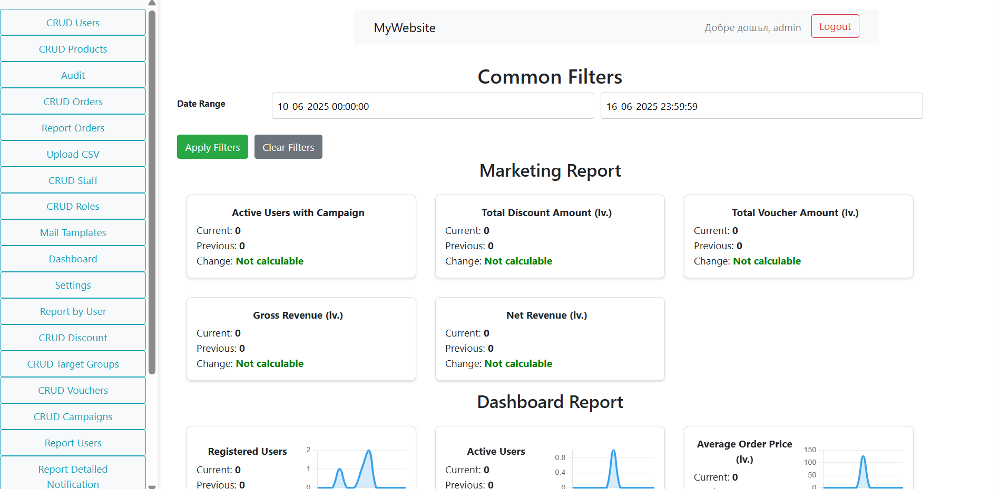 CRUD Users
CRUD Products
Audit
CRUD Orders
Report Orders
Upload CSV
CRUD Staff
CRUD Roles
Mail Tamplates
Dashboard
Settings
Report by User
CRUD Discount
CRUD Target Groups
CRUD Vouchers
CRUD Campaigns
Report Users
Report Detailed
Notification
MyWebsite
Добре дошъл, admin
Logout
Common Filters
Date Range
10-06-2025 00:00:00
16-06-2025 23:59:59
Apply Filters
Clear Filters
Marketing Report
Active Users with Campaign
Current: 0
Previous: 0
Change: Not calculable
Total Discount Amount (lv.)
Current: 0
Previous: 0
Change: Not calculable
Total Voucher Amount (lv.)
Current: 0
Previous: 0
Change: Not calculable
Gross Revenue (lv.)
Current: 0
Previous: 0
Change: Not calculable
Net Revenue (lv.)
Current: 0
Previous: 0
Change: Not calculable
Dashboard Report
Registered Users
Current: 0
Previous: 0
2
1
0
Active Users
Current: 0
Previous: 0
0.8
0.4
0
Average Order Price
(lv.)
Current: 0
150
100
50
0